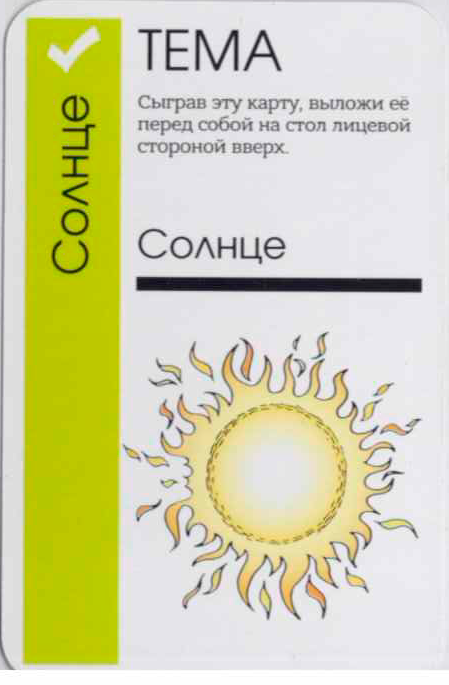 Солнце
ТЕМА
Сыграв эту карту, выложи её
перед собой на стол лицевой
стороной вверх.
Солнце